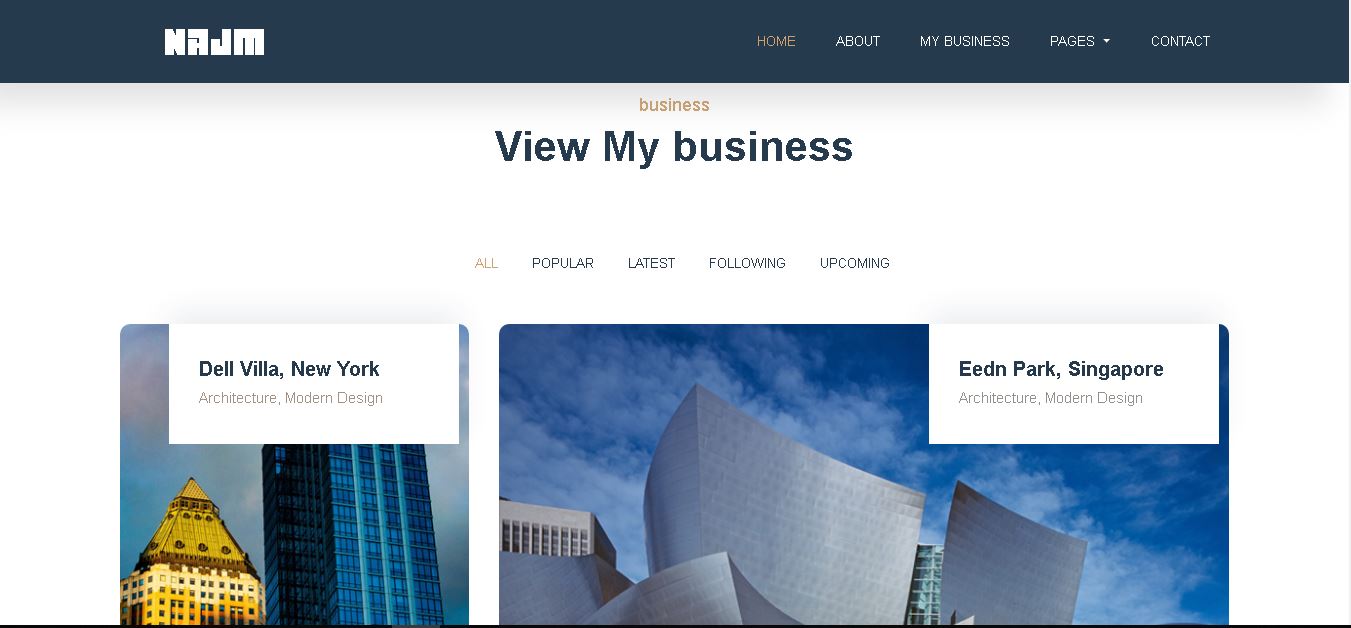 NAJM
HOME ABOUT MY BUSINESS PAGES CONTACT
business
View My business
ALL POPULAR LATEST FOLLOWING UPCOMING
Dell Villa, New York
Architecture, Modern Design
Eedn Park, Singapore
Architecture, Modern Design